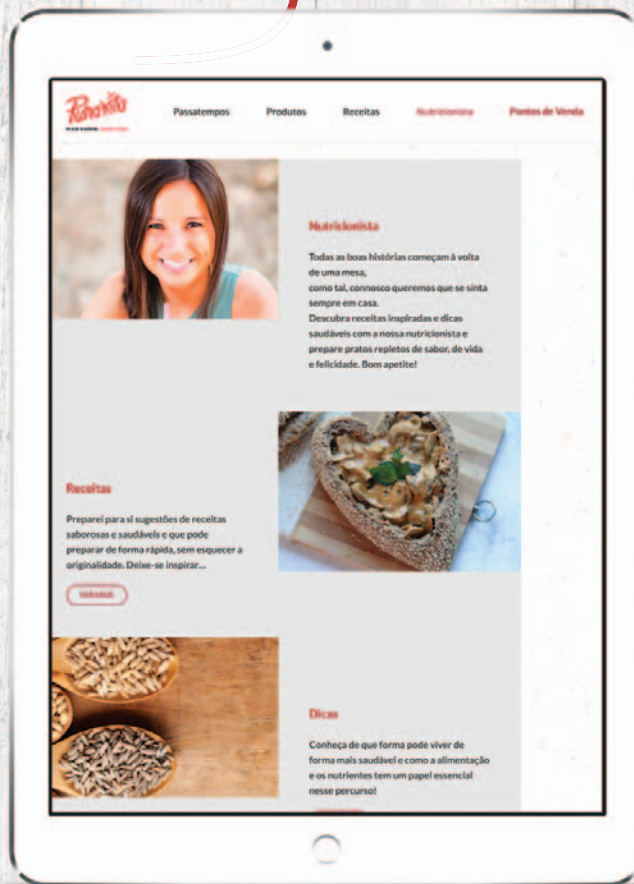 Panavita
Passatempos Produtos Receitas Nutricionista Pontos de Venda
Nutricionista
Todas as boas histórias começam à volta
de uma mesa,
como tal, connosco queremos que se sinta
sempre em casa.
Descubra receitas inspiradas e dicas
saudáveis com a nossa nutricionista e
prepare pratos repletos de sabor, de vida
e felicidade. Bom apetite!
Receitas
Preparei para si sugestões de receitas
saborosas e saudáveis e que pode
preparar de forma rápida, sem esquecer a
originalidade. Deixe-se inspirar...
VER MAIS
Dicas
Conheça de que forma pode viver de
forma mais saudável e como a alimentação
e os nutrientes tem um papel essencial
nesse percurso!